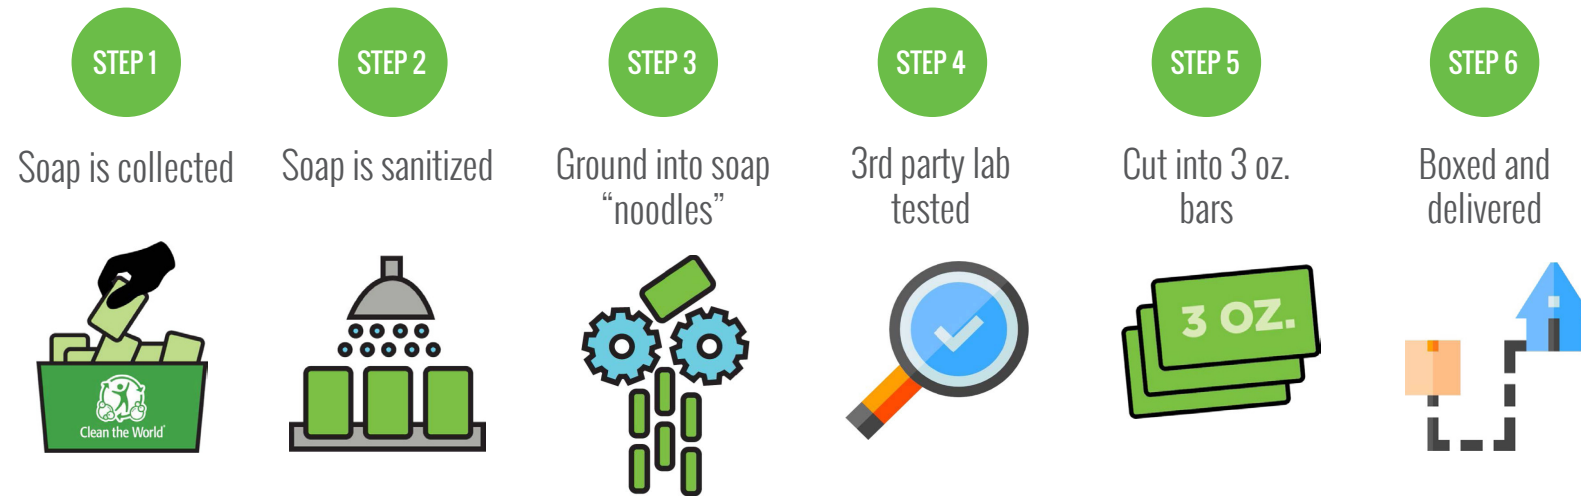 STEP 1
Soap is collected
Clean the World
STEP 2
Soap is sanitized
STEP 3
Ground into soap
“noodles”
STEP 4
3rd party lab
tested
STEP 5
Cut into 3 oz.
bars
3 OZ.
STEP 6
Boxed and
delivered